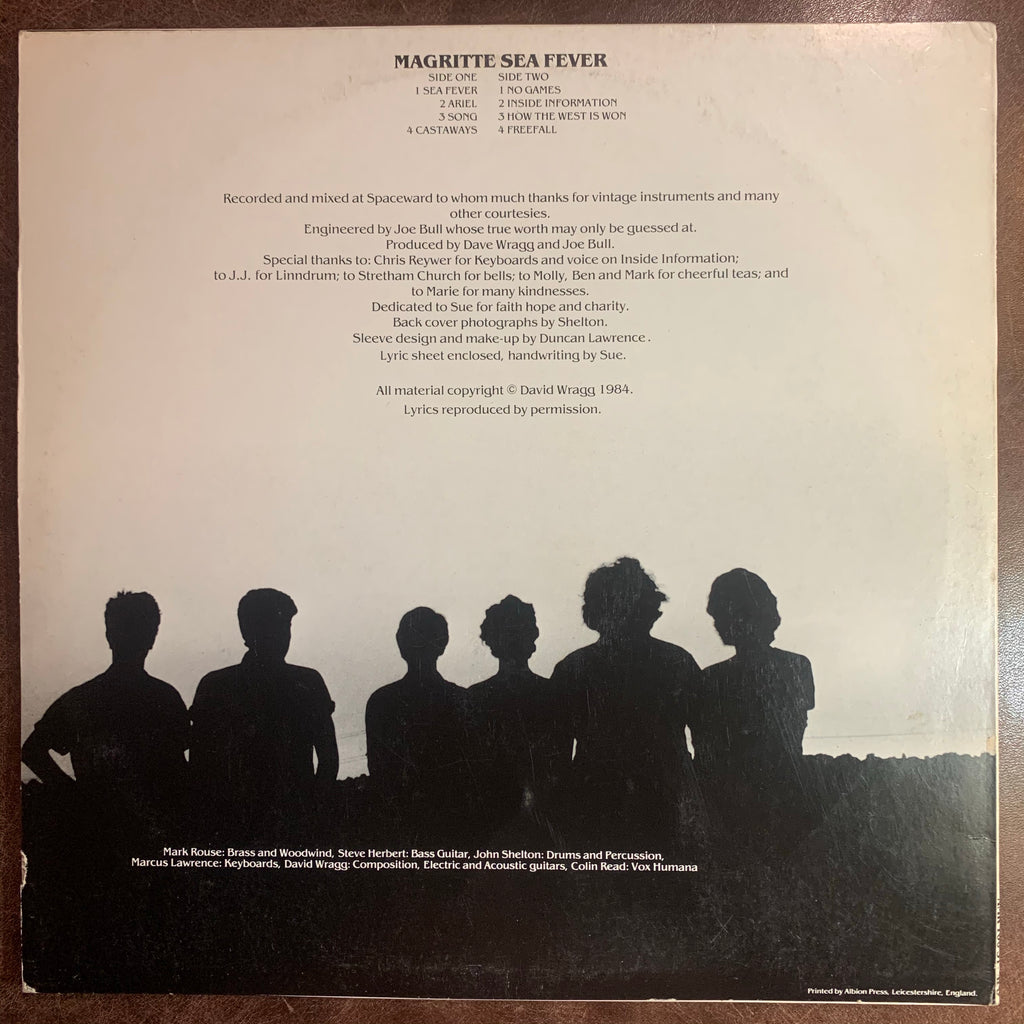 MAGRITTE SEA FEVER
SIDE ONE SIDE TWO
1 SEA FEVER 1 NO GAMES
2 ARIEL 2 INSIDE INFORMATION
3 SONG 3 HOW THE WEST IS WON
4 CASTAWAYS 4 FREEFALL
Recorded and mixed at Spaceward to whom much thanks for vintage instruments and many
other courtesies.
Engineered by Joe Bull whose true worth may only be guessed at.
Produced by Dave Wragg and Joe Bull.
Special thanks to: Chris Reywer for Keyboards and voice on Inside Information;
to J.J. for Linndrum; to Stretham Church for bells; to Molly, Ben and Mark for cheerful teas; and
to Marie for many kindnesses.
Dedicated to Sue for faith hope and charity.
Back cover photographs by Shelton.
Sleeve design and make-up by Duncan Lawrence.
Lyric sheet enclosed, handwriting by Sue.
All material copyright © David Wragg 1984.
Lyrics reproduced by permission.
Mark Rouse: Brass and Woodwind, Steve Herbert: Bass Guitar, John Shelton: Drums and Percussion,
Marcus Lawrence: Keyboards, David Wragg: Composition, Electric and Acoustic guitars, Colin Read: Vox Humana
Printed by Albion Press, Leicestershire, England.